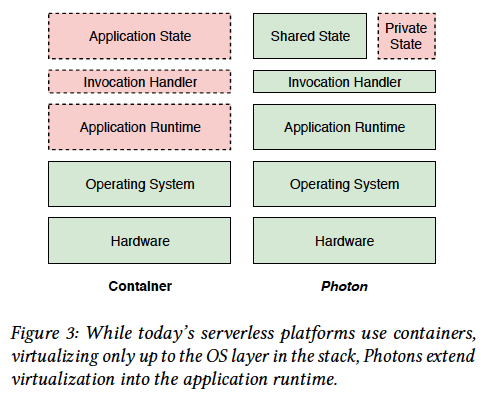 Application State
Shared State
Private
State
Invocation Handler
Invocation Handler
Application Runtime
Application Runtime
Operating System
Operating System
Hardware
Hardware
Container
Photon
Figure 3: While today's serverless platforms use containers,
virtualizing only up to the OS layer in the stack, Photons extend
virtualization into the application runtime.